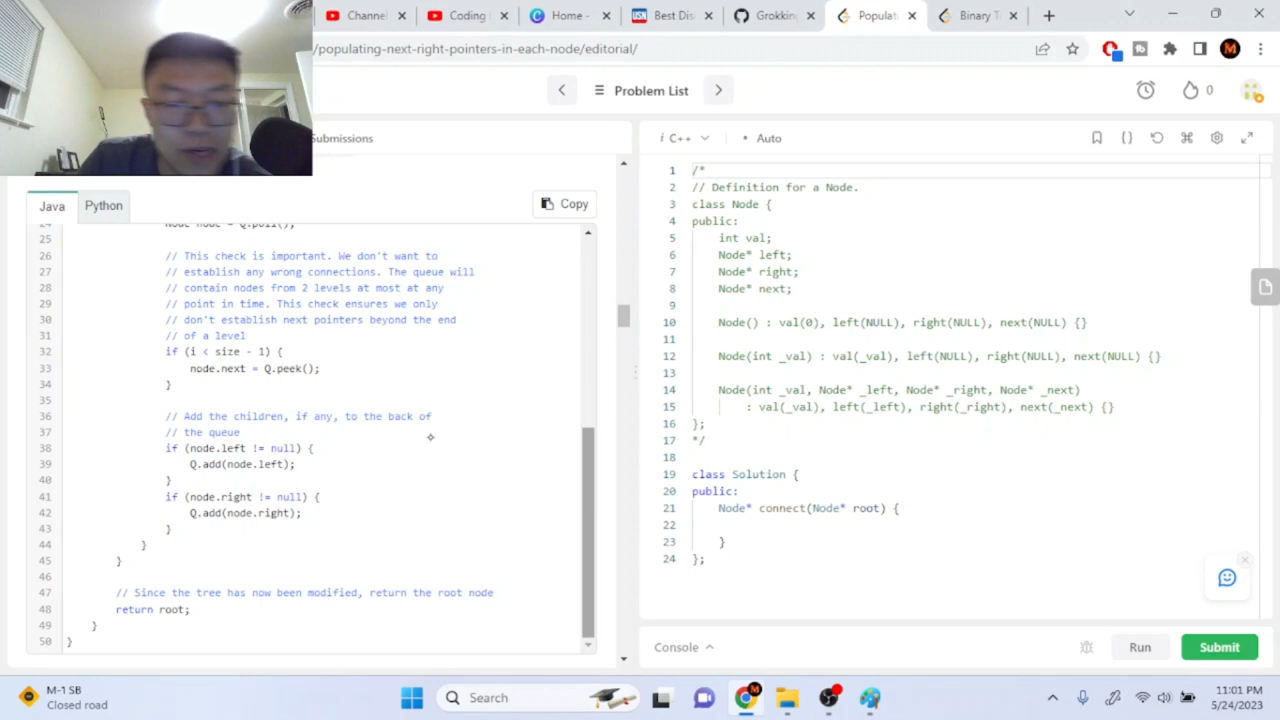 Channel
Coding
Home -
Best Dis
Grokking
Populat
Binary T
/populating-next-right-pointers-in-each-node/editorial/
Problem List
0
Submissions
C++
Auto
Java
Python
Copy
25
26 // This check is important. We don't want to
27 // establish any wrong connections. The queue will
28 // contain nodes from 2 levels at most at any
29 // point in time. This check ensures we only
30 // don't establish next pointers beyond the end
31 // of a level
32 if (i < size - 1) {
33 node.next = Q.peek();
34 }
35
36 // Add the children, if any, to the back of
37 // the queue
38 if (node.left != null) {
39 Q.add(node.left);
40 }
41 if (node.right != null) {
42 Q.add(node.right);
43 }
44 }
45 }
46
47 // Since the tree has now been modified, return the root node
48 return root;
49 }
50 }
1 /*
2 // Definition for a Node.
3 class Node {
4 public:
5 int val;
6 Node* left;
7 Node* right;
8 Node* next;
9
10 Node() : val(0), left(NULL), right(NULL), next(NULL) {}
11
12 Node(int _val) : val(_val), left(NULL), right(NULL), next(NULL) {}
13
14 Node(int _val, Node* _left, Node* _right, Node* _next)
15 : val(_val), left(_left), right(_right), next(_next) {}
16 };
17 */
18
19 class Solution {
20 public:
21 Node* connect(Node* root) {
22
23 }
24 };
Console
Run
Submit
M-1 SB
Closed road
Search
11:01 PM
5/24/2023